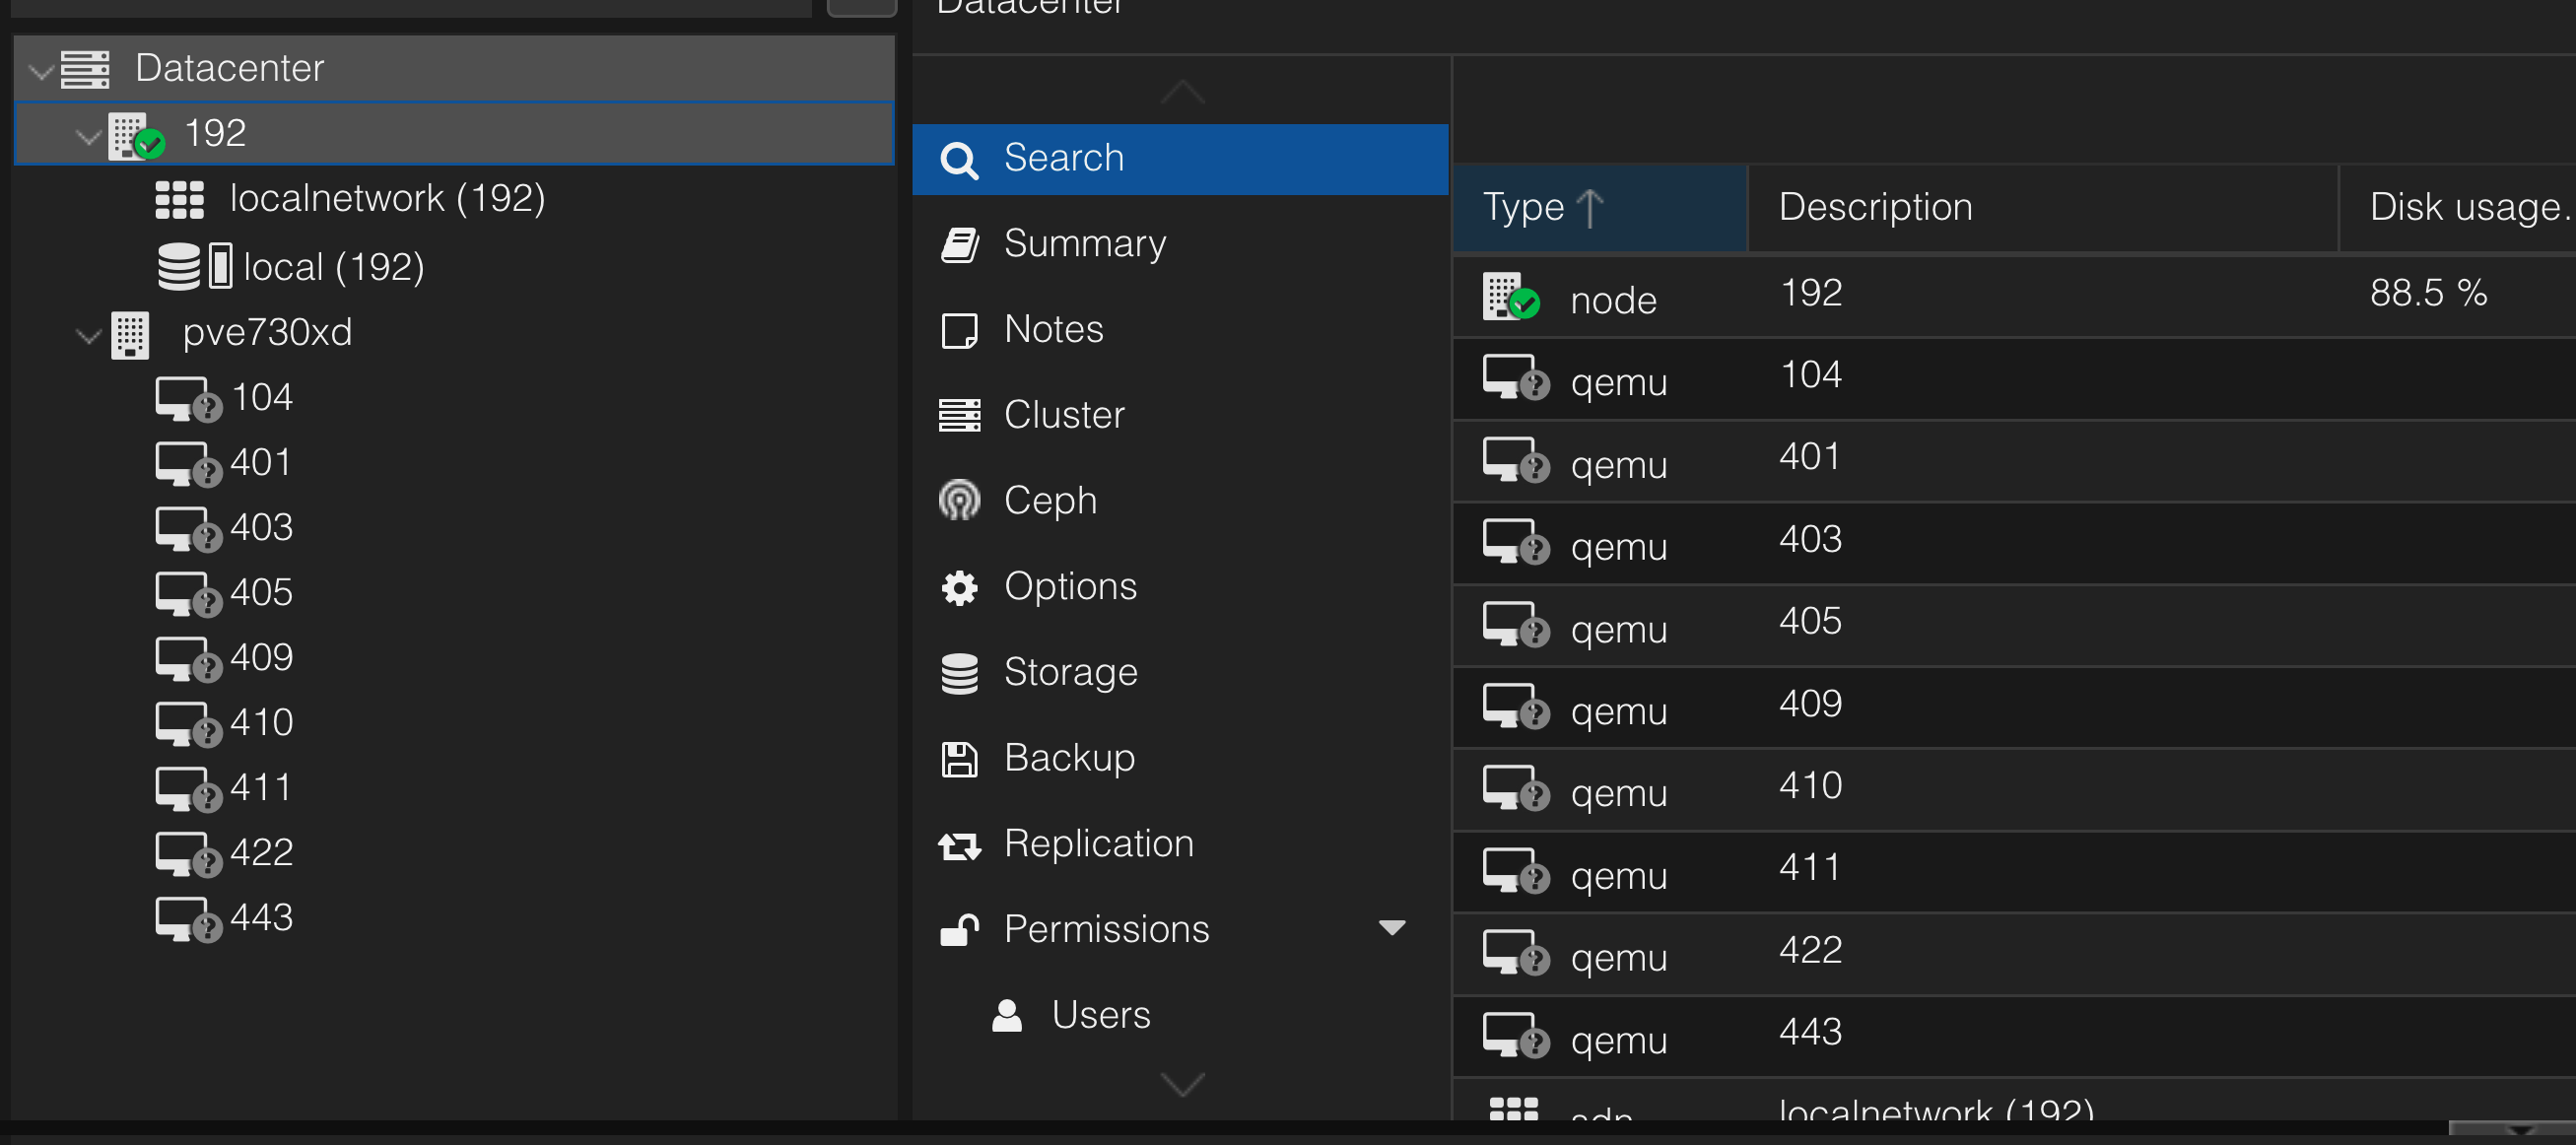 Datacenter
Datacenter
192
localnetwork (192)
local (192)
pve730xd
104
401
403
405
409
410
411
422
443
Search
Summary
Notes
Cluster
Ceph
Options
Storage
Backup
Replication
Permissions
Users
Type Description Disk usage.
node 192 88.5 %
qemu 104
qemu 401
qemu 403
qemu 405
qemu 409
qemu 410
qemu 411
qemu 422
qemu 443
sdn localnetwork (192)